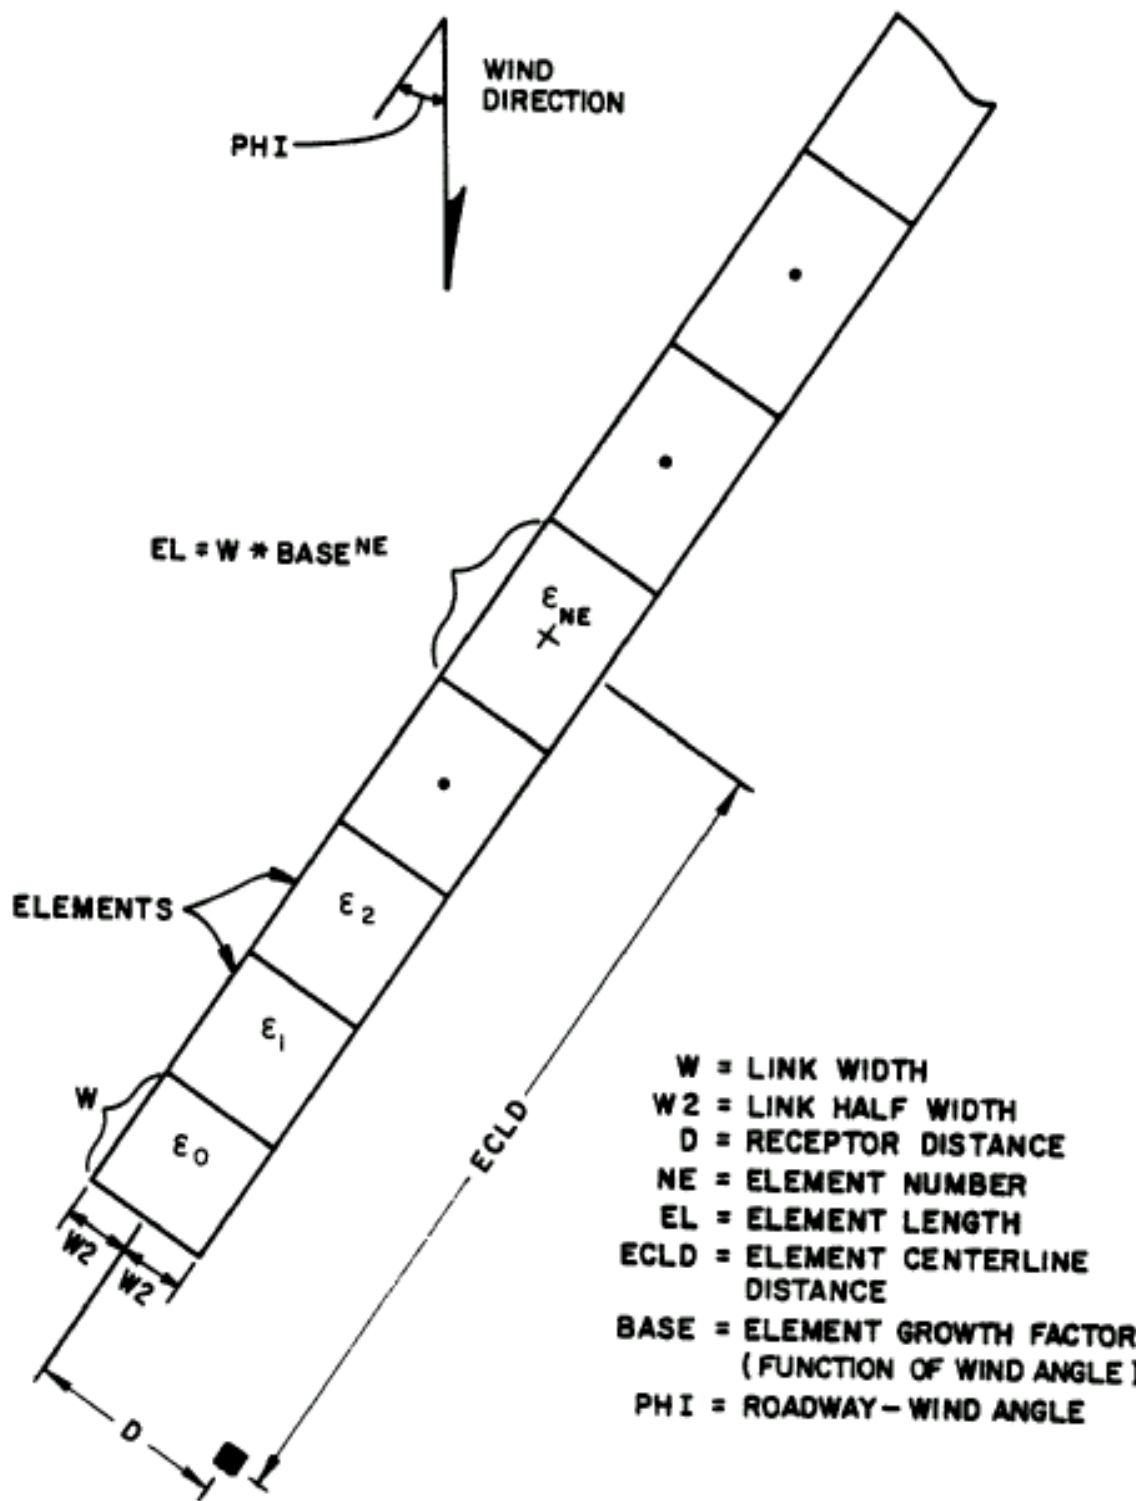 WIND
DIRECTION
PHI
EL = W * BASE^NE
ε_NE
ELEMENTS
ε_2
ε_1
W
ε_0
W2
W2
ECLD
D
W = LINK WIDTH
W2 = LINK HALF WIDTH
D = RECEPTOR DISTANCE
NE = ELEMENT NUMBER
EL = ELEMENT LENGTH
ECLD = ELEMENT CENTERLINE
DISTANCE
BASE = ELEMENT GROWTH FACTOR
(FUNCTION OF WIND ANGLE)
PHI = ROADWAY-WIND ANGLE